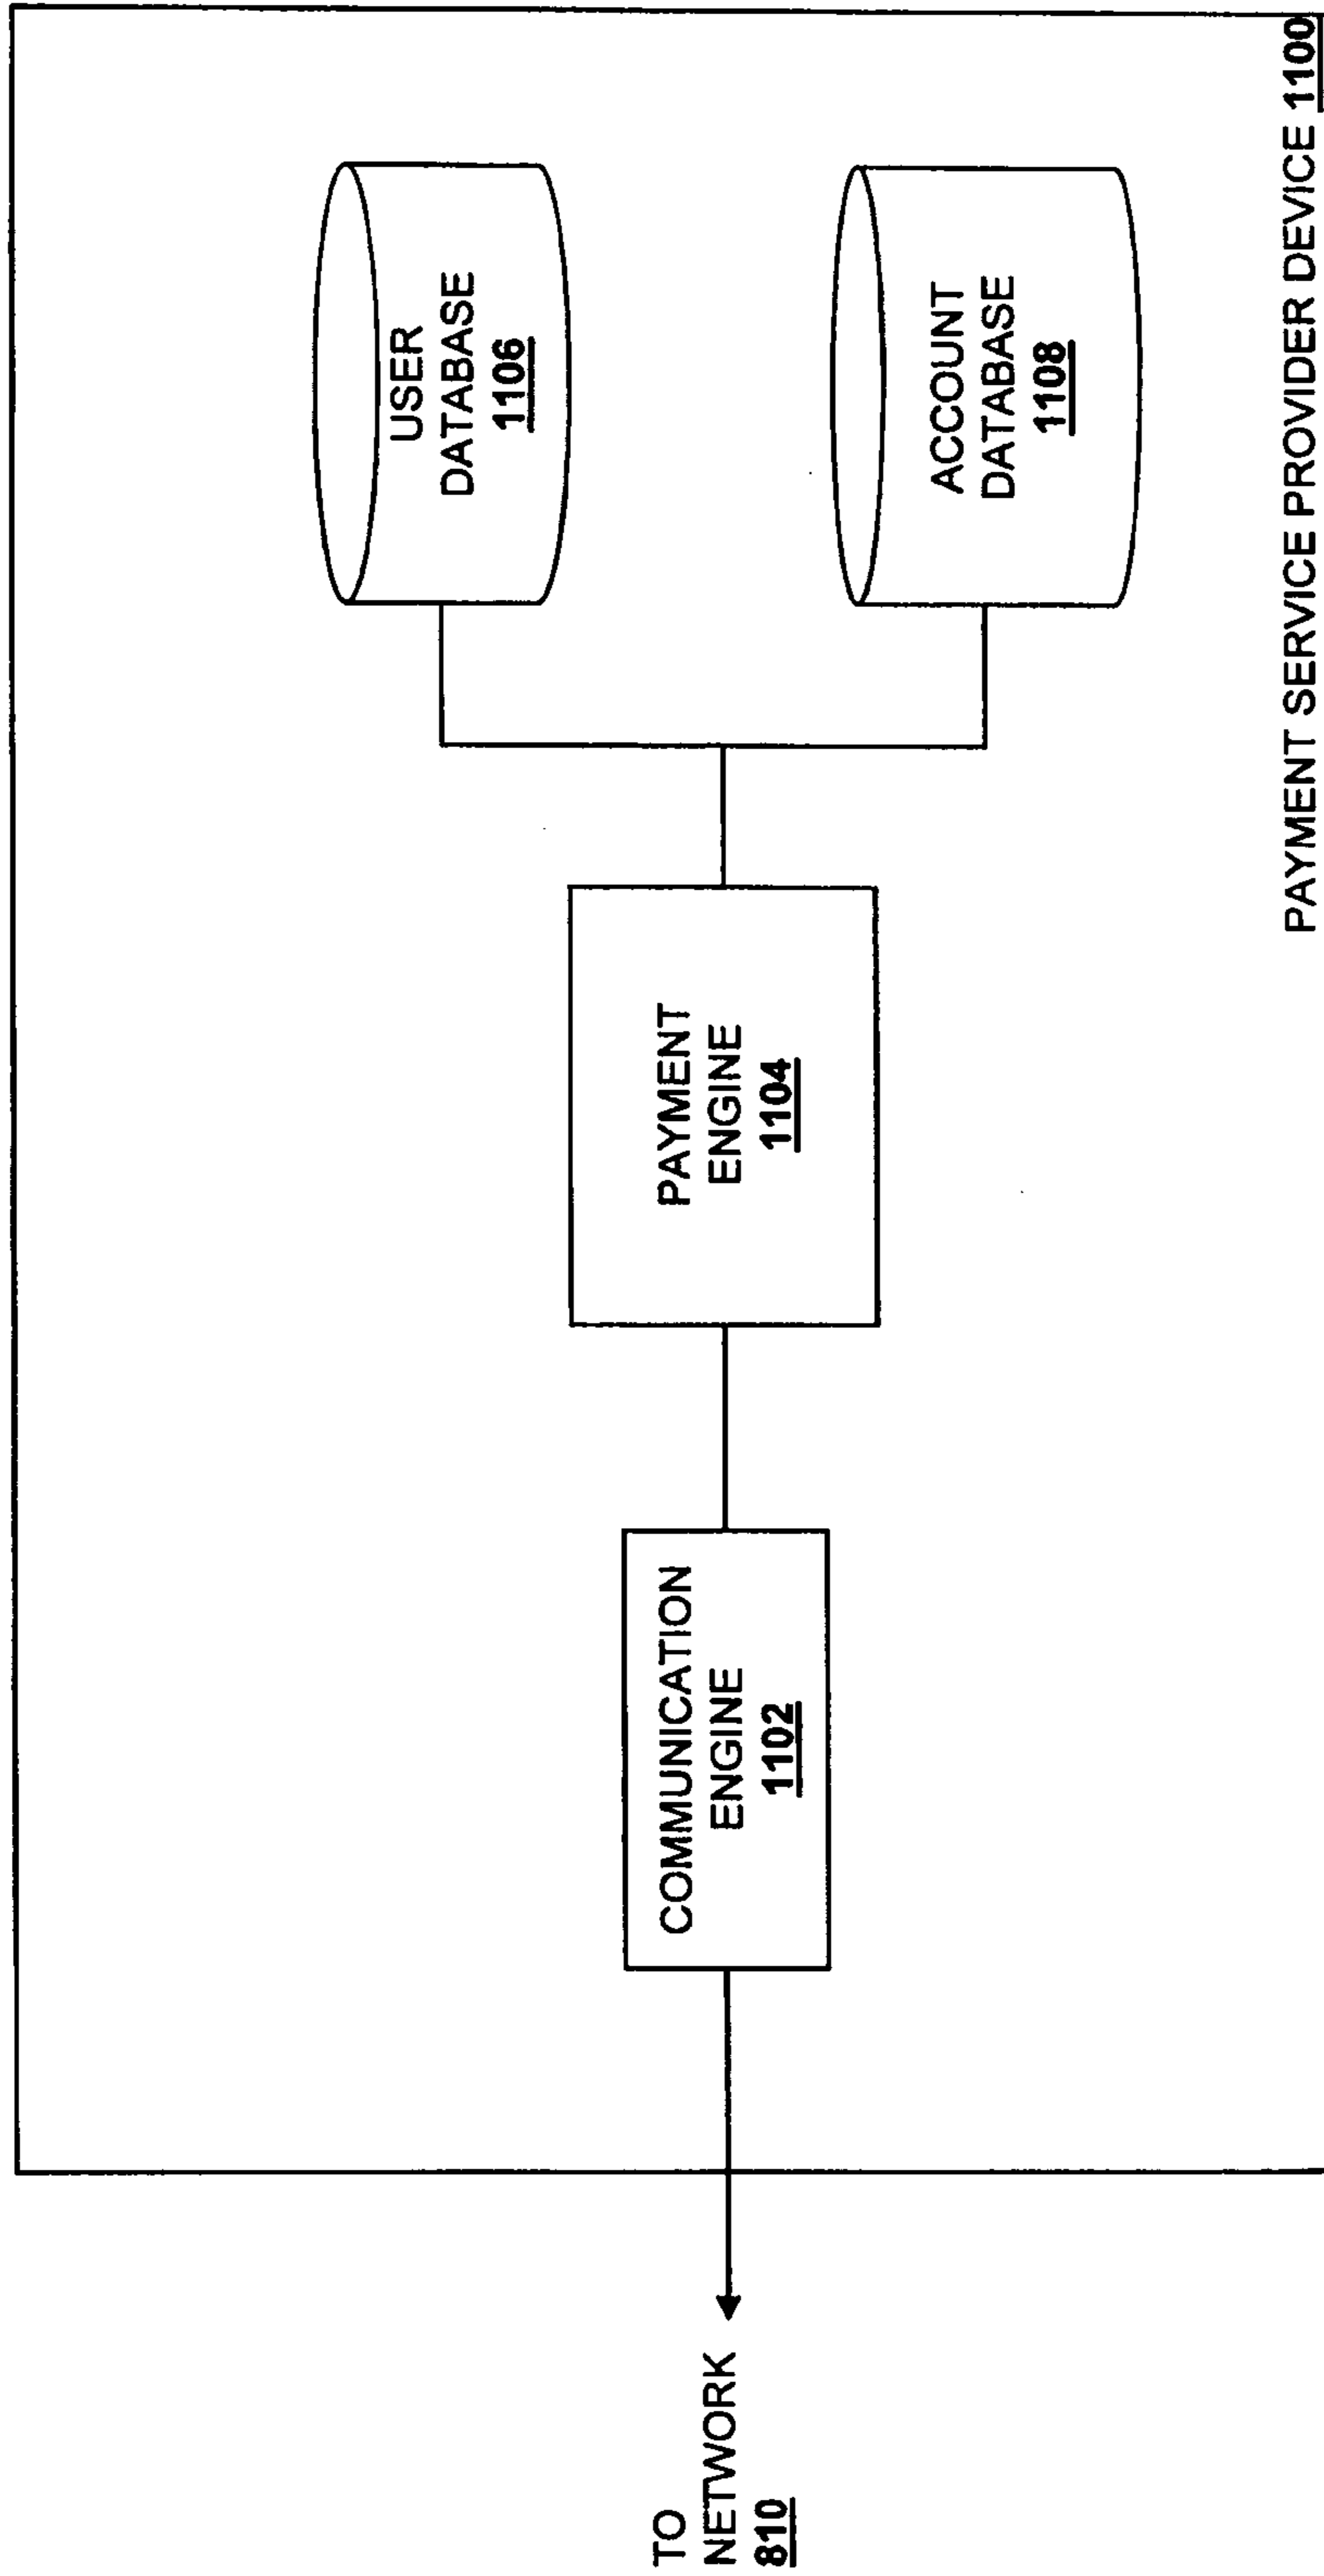 TO
NETWORK
810
COMMUNICATION
ENGINE
1102
PAYMENT
ENGINE
1104
USER
DATABASE
1106
ACCOUNT
DATABASE
1108
PAYMENT SERVICE PROVIDER DEVICE 1100